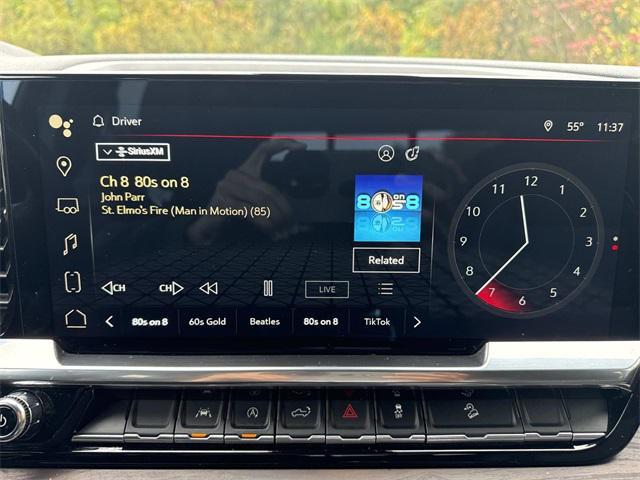 Driver
55° 11:37
SiriusXM
Ch 8 80s on 8
John Parr
St. Elmo's Fire (Man in Motion) (85)
80s on 8
Related
CH CH LIVE
80s on 8 60s Gold Beatles 80s on 8 TikTok
12
1
2
3
4
5
6
7
8
9
10
11